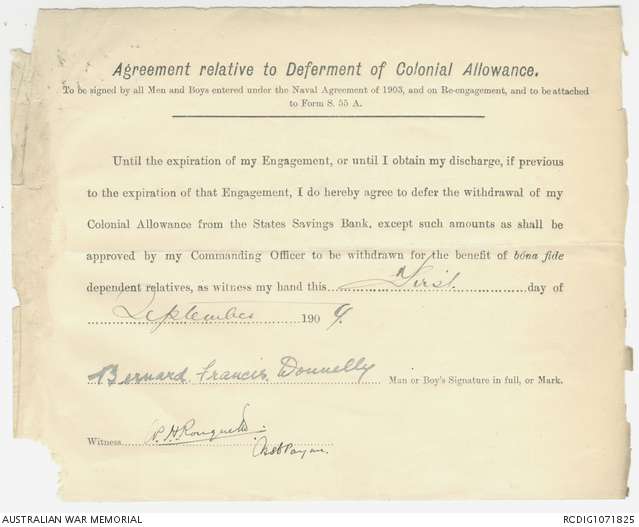 Agreement relative to Deferment of Colonial Allowance.
To be signed by all Men and Boys entered under the Naval Agreement of 1903, and on Re-engagement, and to be attached
to Form S. 55 A.
Until the expiration of my Engagement, or until I obtain my discharge, if previous
to the expiration of that Engagement, I do hereby agree to defer the withdrawal of my
Colonial Allowance from the States Savings Bank, except such amounts as shall be
approved by my Commanding Officer to be withdrawn for the benefit of bôna fide
dependent relatives, as witness my hand this First day of
September 1909.
Bernard Francis Donnelly Man or Boy's Signature in full, or Mark.
Witness
AUSTRALIAN WAR MEMORIAL
RCDIG1071825